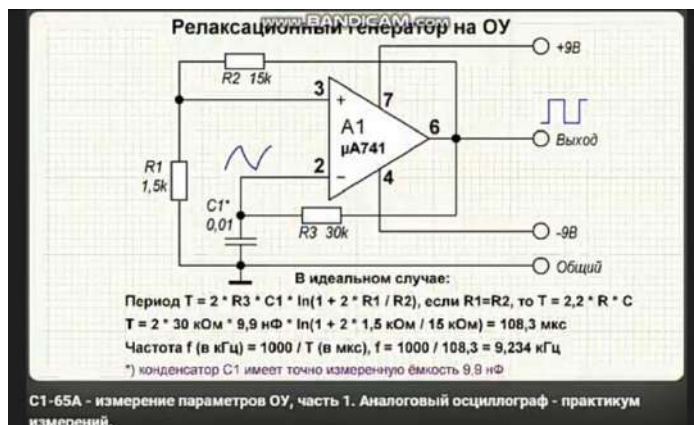 www.BANDICAM.com
Релаксационный генератор на ОУ
+9В
R2 15k
3
7
+
A1
µA741
6
Выход
R1
1,5k
2
−
4
C1*
0,01
R3 30k
-9В
Общий
В идеальном случае:
Период T = 2 * R3 * C1 * ln(1 + 2 * R1 / R2), если R1=R2, то T = 2,2 * R * C
T = 2 * 30 кОм * 9,9 нФ * ln(1 + 2 * 1,5 кОм / 15 кОм) = 108,3 мкс
Частота f (в кГц) = 1000 / T (в мкс), f = 1000 / 108,3 = 9,234 кГц
*) конденсатор C1 имеет точно измеренную ёмкость 9,9 нФ
С1-65А - измерение параметров ОУ, часть 1. Аналоговый осциллограф - практикум
измерений.